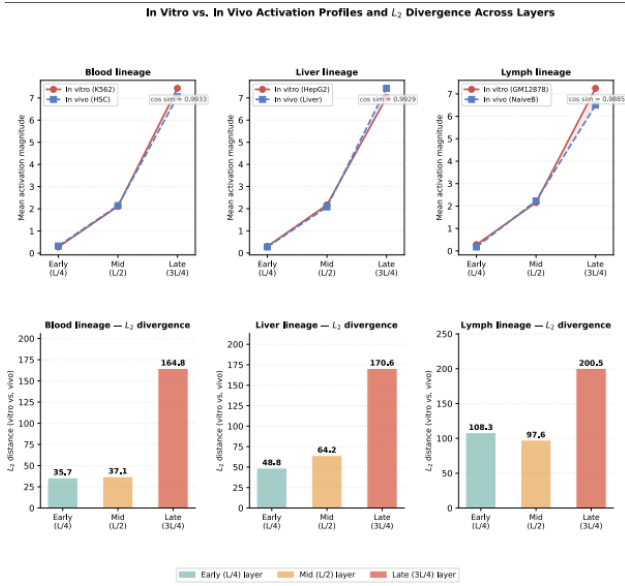 In Vitro vs. In Vivo Activation Profiles and L₂ Divergence Across Layers
Blood lineage
In vitro (K562)
In vivo (HSC)
cos sim = 0.9933
Mean activation magnitude
7
6
5
4
3
2
1
0
Early
(L/4)
Mid
(L/2)
Late
(3L/4)
Liver lineage
In vitro (HepG2)
In vivo (Liver)
cos sim = 0.9929
Mean activation magnitude
7
6
5
4
3
2
1
0
Early
(L/4)
Mid
(L/2)
Late
(3L/4)
Lymph lineage
In vitro (GM12878)
In vivo (NaiveB)
cos sim = 0.9885
Mean activation magnitude
7
6
5
4
3
2
1
0
Early
(L/4)
Mid
(L/2)
Late
(3L/4)
Blood lineage — L₂ divergence
L₂ distance (vitro vs. vivo)
200
175
150
125
100
75
50
25
0
35.7
37.1
164.8
Early
(L/4)
Mid
(L/2)
Late
(3L/4)
Liver lineage — L₂ divergence
L₂ distance (vitro vs. vivo)
200
175
150
125
100
75
50
25
0
48.8
64.2
170.6
Early
(L/4)
Mid
(L/2)
Late
(3L/4)
Lymph lineage — L₂ divergence
L₂ distance (vitro vs. vivo)
250
200
150
100
50
0
108.3
97.6
200.5
Early
(L/4)
Mid
(L/2)
Late
(3L/4)
Early (L/4) layer
Mid (L/2) layer
Late (3L/4) layer